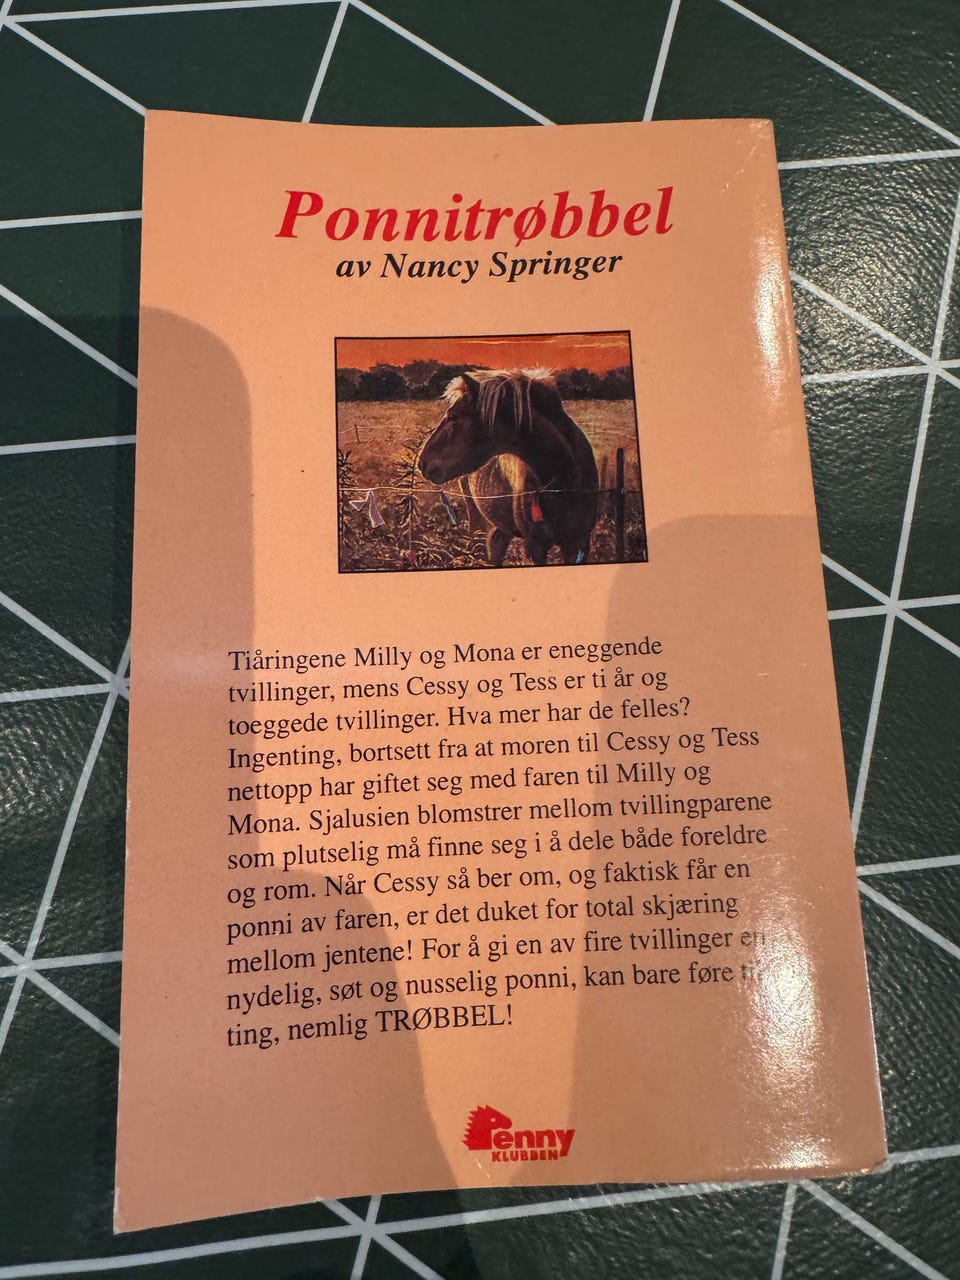 Ponnitrøbbel
av Nancy Springer
Tiåringene Milly og Mona er eneggende
tvillinger, mens Cessy og Tess er ti år og
toeggede tvillinger. Hva mer har de felles?
Ingenting, bortsett fra at moren til Cessy og Tess
nettopp har giftet seg med faren til Milly og
Mona. Sjalusien blomstrer mellom tvillingparene
som plutselig må finne seg i å dele både foreldre
og rom. Når Cessy så ber om, og faktisk får en
ponni av faren, er det duket for total skjæring
mellom jentene! For å gi en av fire tvillinger en
nydelig, søt og nusselig ponni, kan bare føre
ting, nemlig TRØBBEL!
Penny
KLUBBEN